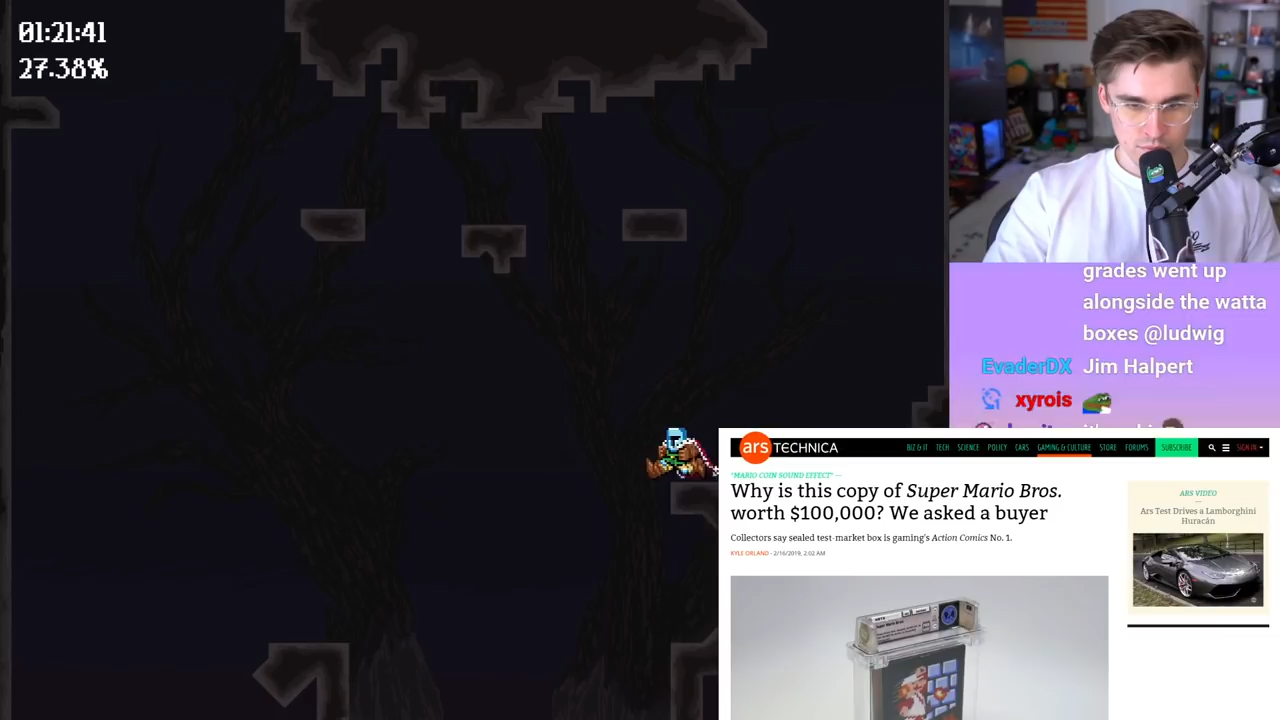 01:21:41
27.38%
grades went up
alongside the watta
boxes @ludwig
EvaderDX Jim Halpert
xyrois
ars TECHNICA
BIZ & IT TECH SCIENCE POLICY CARS GAMING & CULTURE STORE FORUMS SUBSCRIBE SIGN IN
"MARIO COIN SOUND EFFECT" —
Why is this copy of Super Mario Bros.
worth $100,000? We asked a buyer
Collectors say sealed test-market box is gaming's Action Comics No. 1.
KYLE ORLAND - 2/16/2019, 2:02 AM
ARS VIDEO
Ars Test Drives a Lamborghini
Huracán